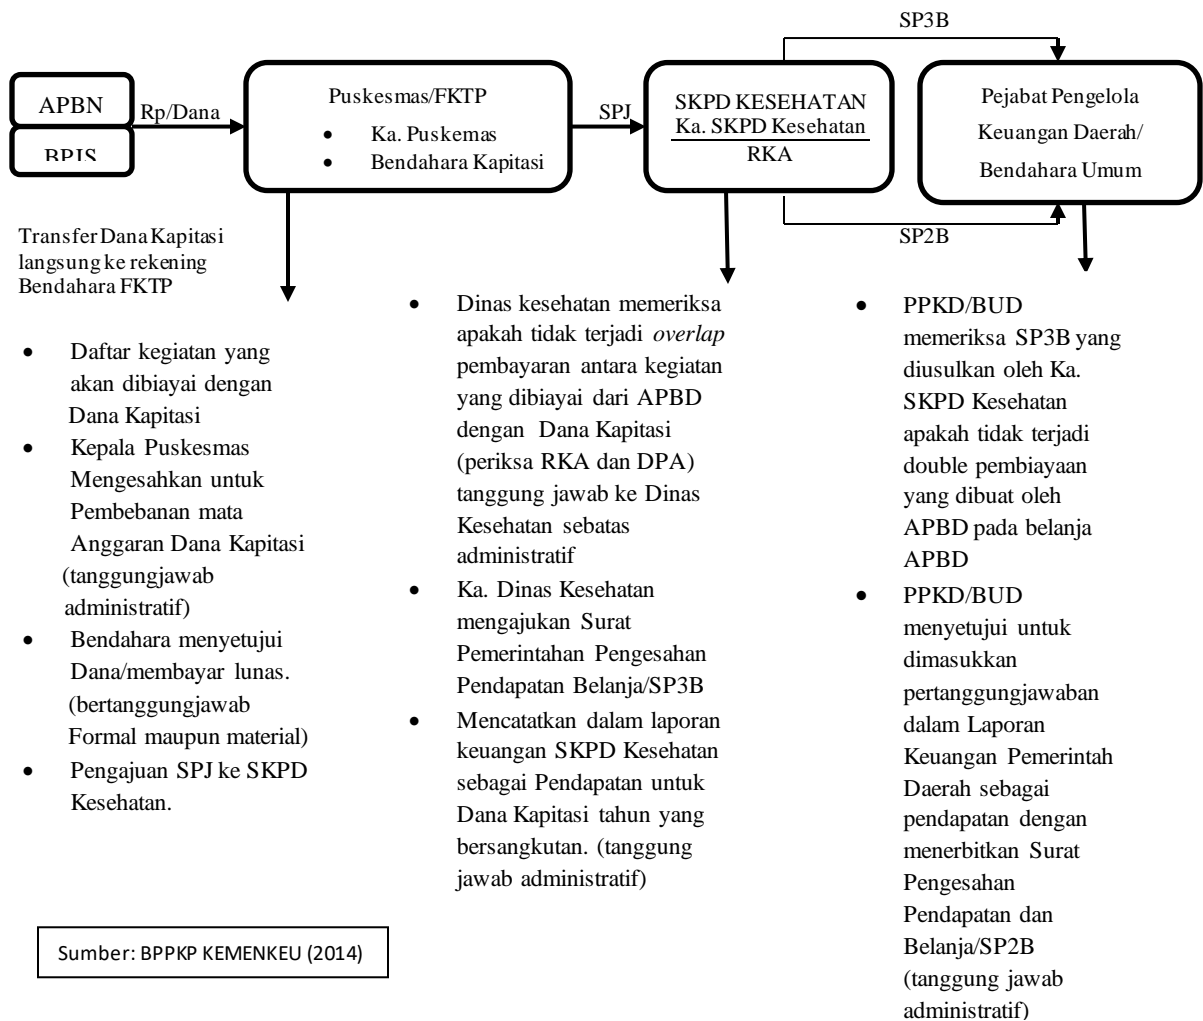 SP3B
APBN
BPJS
Rp/Dana
Puskesmas/FKTP
• Ka. Puskemas
• Bendahara Kapitasi
SPJ
SKPD KESEHATAN
Ka. SKPD Kesehatan
RKA
Pejabat Pengelola
Keuangan Daerah/
Bendahara Umum
SP2B
Transfer Dana Kapitasi
langsung ke rekening
Bendahara FKTP
• Daftar kegiatan yang
akan dibiayai dengan
Dana Kapitasi
• Kepala Puskesmas
Mengesahkan untuk
Pembebanan mata
Anggaran Dana Kapitasi
(tanggungjawab
administratif)
• Bendahara menyetujui
Dana/membayar lunas.
(bertanggungjawab
Formal maupun material)
• Pengajuan SPJ ke SKPD
Kesehatan.
• Dinas kesehatan memeriksa
apakah tidak terjadi overlap
pembayaran antara kegiatan
yang dibiayai dari APBD
dengan Dana Kapitasi
(periksa RKA dan DPA)
tanggung jawab ke Dinas
Kesehatan sebatas
administratif
• Ka. Dinas Kesehatan
mengajukan Surat
Pemerintahan Pengesahan
Pendapatan Belanja/SP3B
• Mencatatkan dalam laporan
keuangan SKPD Kesehatan
sebagai Pendapatan untuk
Dana Kapitasi tahun yang
bersangkutan. (tanggung
jawab administratif)
• PPKD/BUD
memeriksa SP3B yang
diusulkan oleh Ka.
SKPD Kesehatan
apakah tidak terjadi
double pembiayaan
yang dibuat oleh
APBD pada belanja
APBD
• PPKD/BUD
menyetujui untuk
dimasukkan
pertanggungjawaban
dalam Laporan
Keuangan Pemerintah
Daerah sebagai
pendapatan dengan
menerbitkan Surat
Pengesahan
Pendapatan dan
Belanja/SP2B
(tanggung jawab
administratif)
Sumber: BPPKP KEMENKEU (2014)